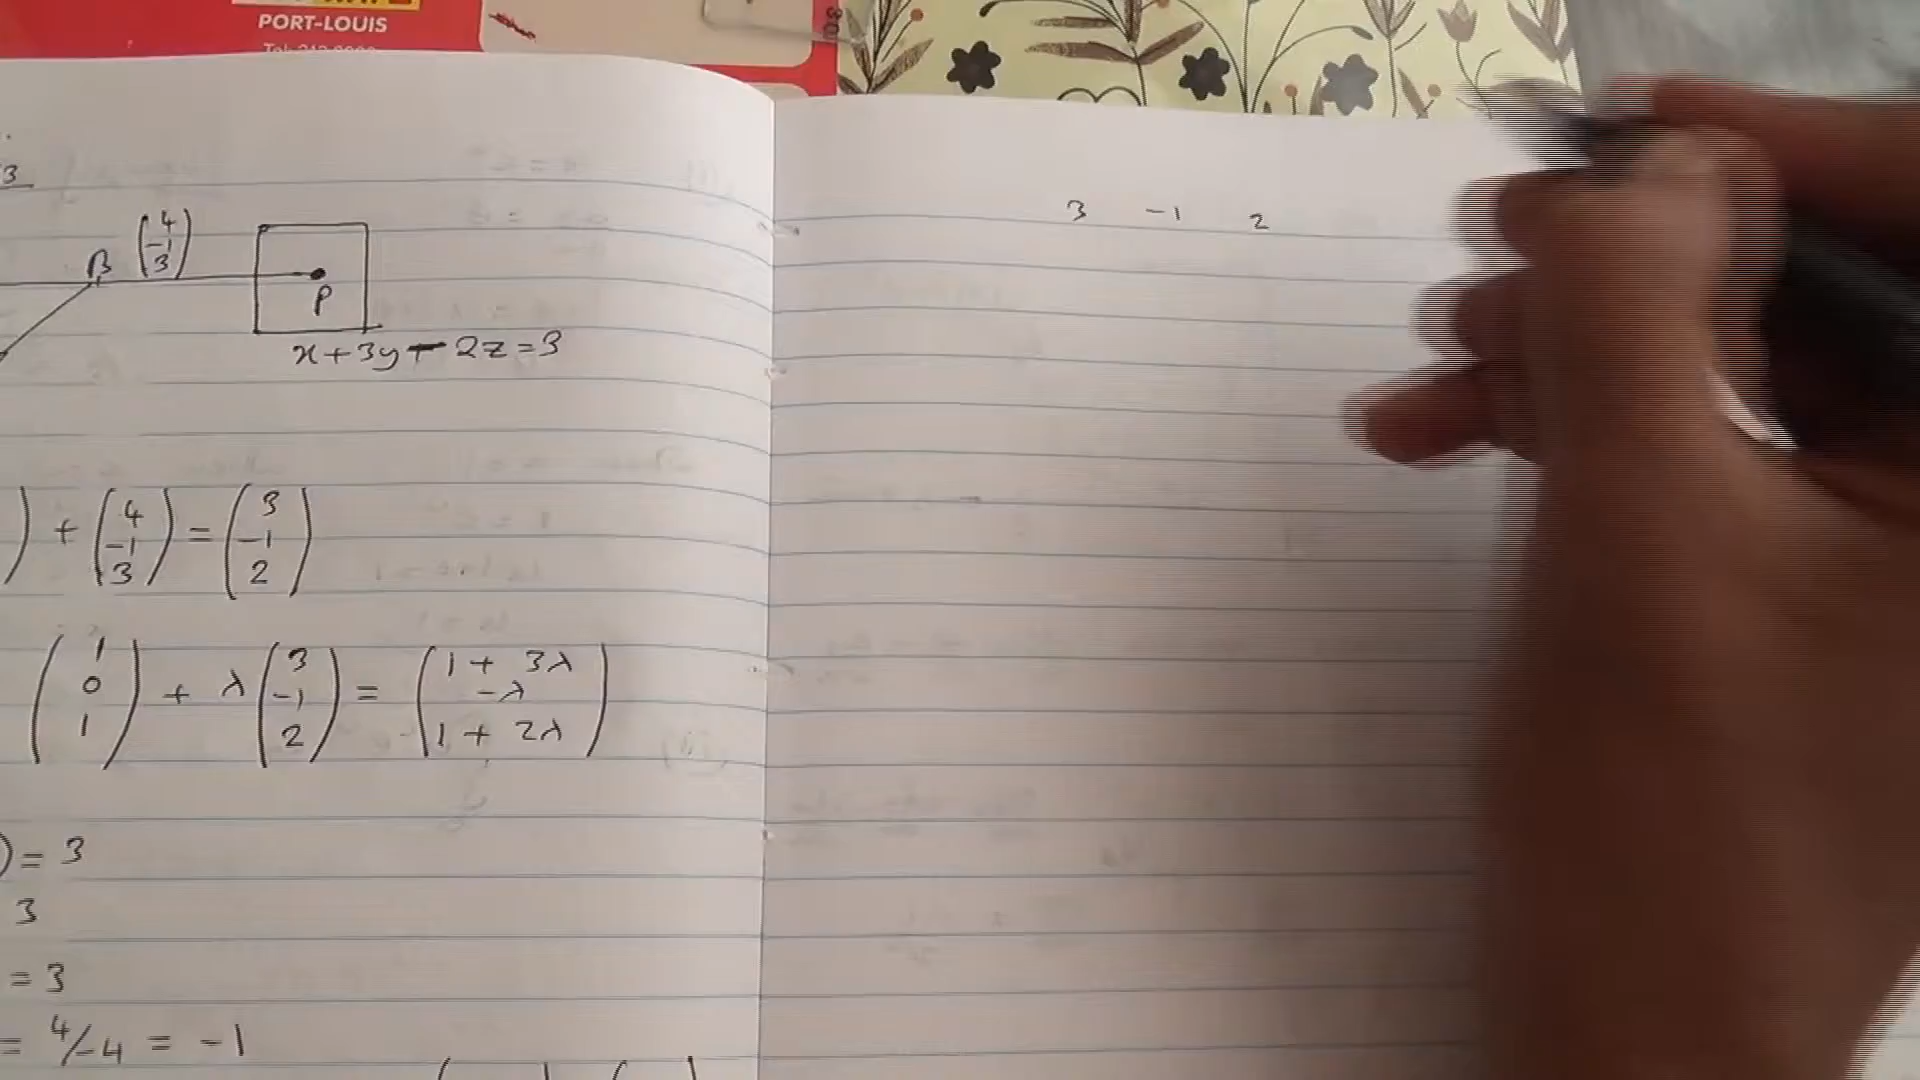 PORT-LOUIS
3
B (4 -1 3)
P
x + 3y - 2z = 3
) + (4 -1 3) = (3 -1 2)
(1 0 1) + λ (3 -1 2) = (1 + 3λ -λ 1 + 2λ)
) = 3
3
= 3
= 4/-4 = -1
3 -1 2